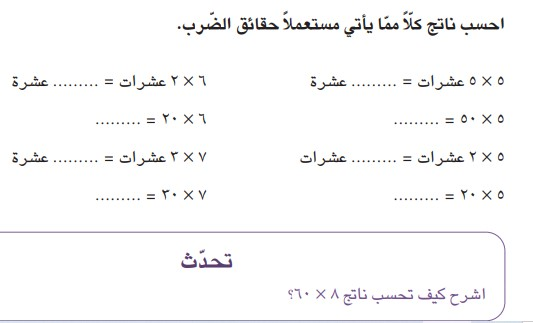 احسب ناتج كلّاً ممّا يأتي مستعملاً حقائق الضّرب.
٥ × ٥ عشرات = ......... عشرة
٦ × ٢ عشرات = ......... عشرة
٥ × ٥٠ = .........
٦ × ٢٠ = .........
٥ × ٢ عشرات = ......... عشرات
٧ × ٣ عشرات = ......... عشرة
٥ × ٢٠ = .........
٧ × ٣٠ = .........
تحدّث
اشرح كيف تحسب ناتج ٨ × ٦٠؟